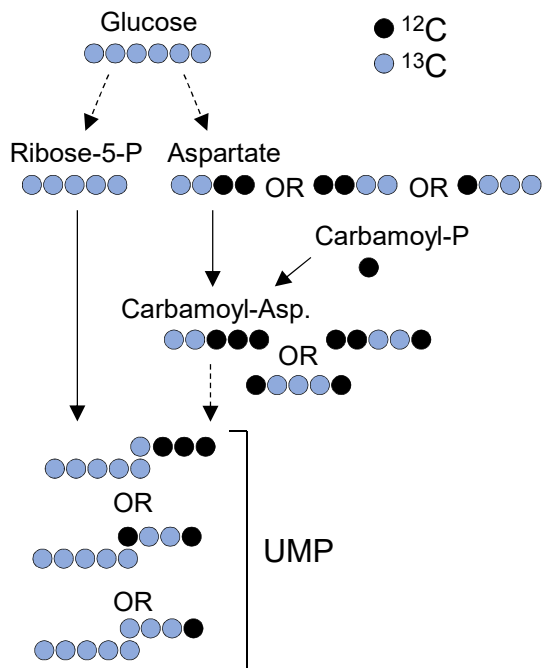 Glucose
¹²C
¹³C
Ribose-5-P
Aspartate
OR
OR
Carbamoyl-P
Carbamoyl-Asp.
OR
OR
UMP
OR